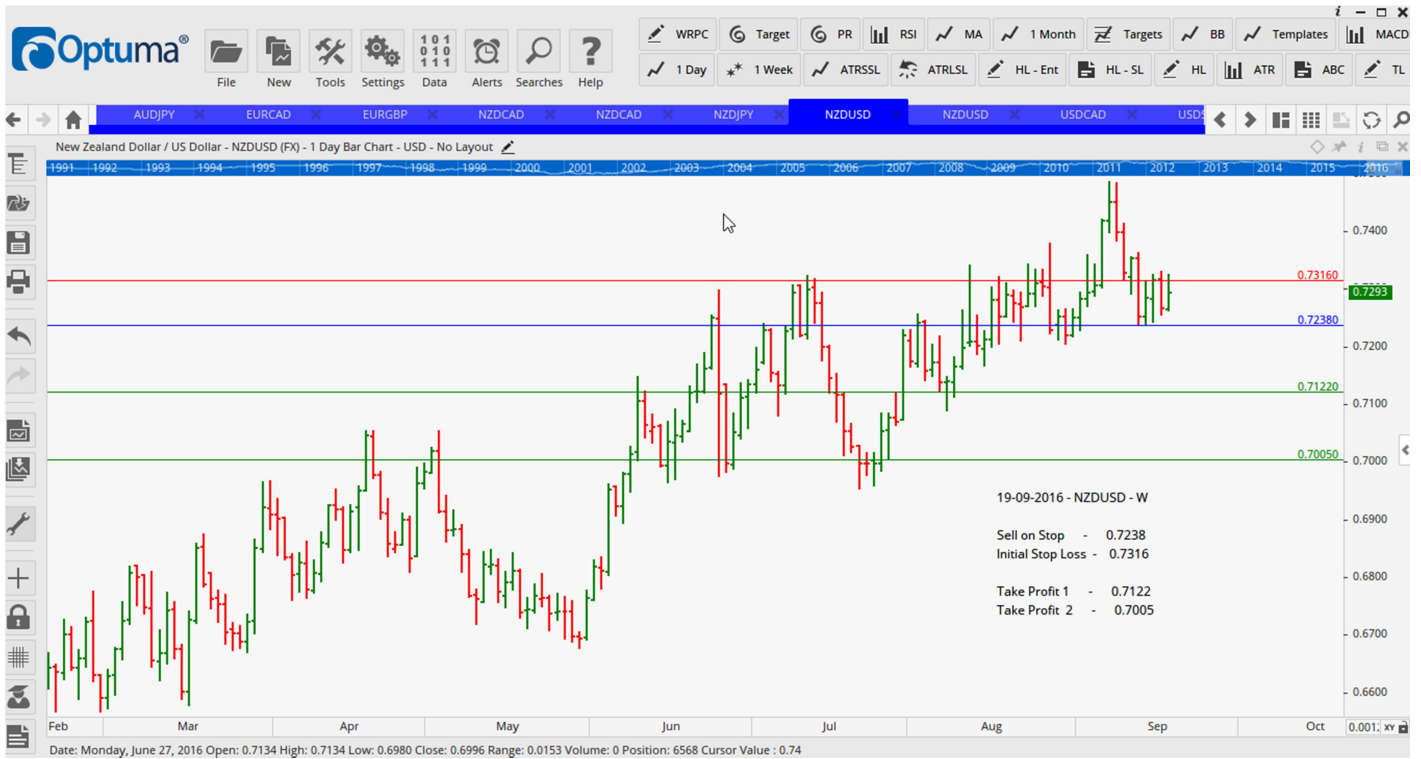 Optuma®
File New Tools Settings Data Alerts Searches Help
WRPC Target PR RSI MA 1 Month Targets BB Templates MACD
1 Day 1 Week ATRSSL ATRLSL HL - Ent HL - SL HL ATR ABC TL
AUDJPY EURCAD EURGBP NZDCAD NZDCAD NZDJPY NZDUSD NZDUSD USDCAD
New Zealand Dollar / US Dollar - NZDUSD (FX) - 1 Day Bar Chart - USD - No Layout
1991 1992 1993 1994 1995 1996 1997 1998 1999 2000 2001 2002 2003 2004 2005 2006 2007 2008 2009 2010 2011 2012 2013 2014 2015 2016
0.7400
0.73160
0.7293
0.72380
0.7200
0.71220
0.7100
0.70050
0.7000
19-09-2016 - NZDUSD - W
0.6900
Sell on Stop - 0.7238
Initial Stop Loss - 0.7316
0.6800
Take Profit 1 - 0.7122
Take Profit 2 - 0.7005
0.6700
0.6600
Feb Mar Apr May Jun Jul Aug Sep Oct XY
Date: Monday, June 27, 2016 Open: 0.7134 High: 0.7134 Low: 0.6980 Close: 0.6996 Range: 0.0153 Volume: 0 Position: 6568 Cursor Value : 0.74